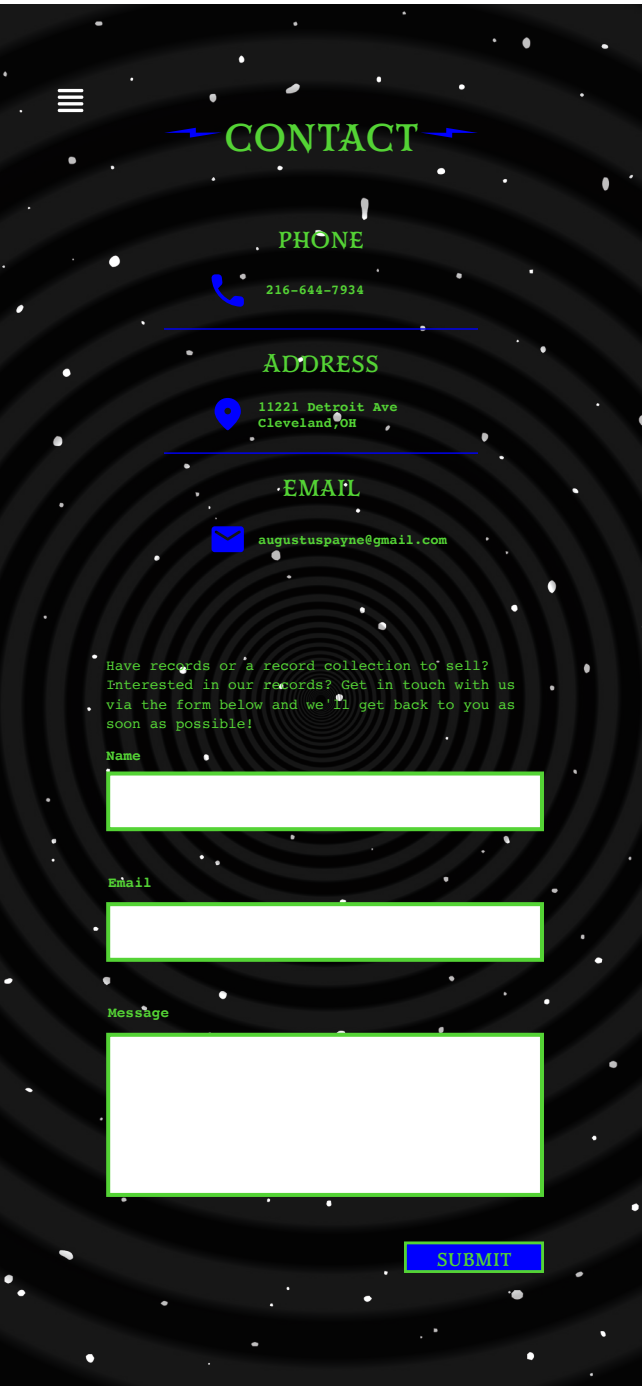 CONTACT
PHONE
216-644-7934
ADDRESS
11221 Detroit Ave
Cleveland,OH
EMAIL
augustuspayne@gmail.com
Have records or a record collection to sell?
Interested in our records? Get in touch with us
via the form below and we'll get back to you as
soon as possible!
Name
Email
Message
SUBMIT